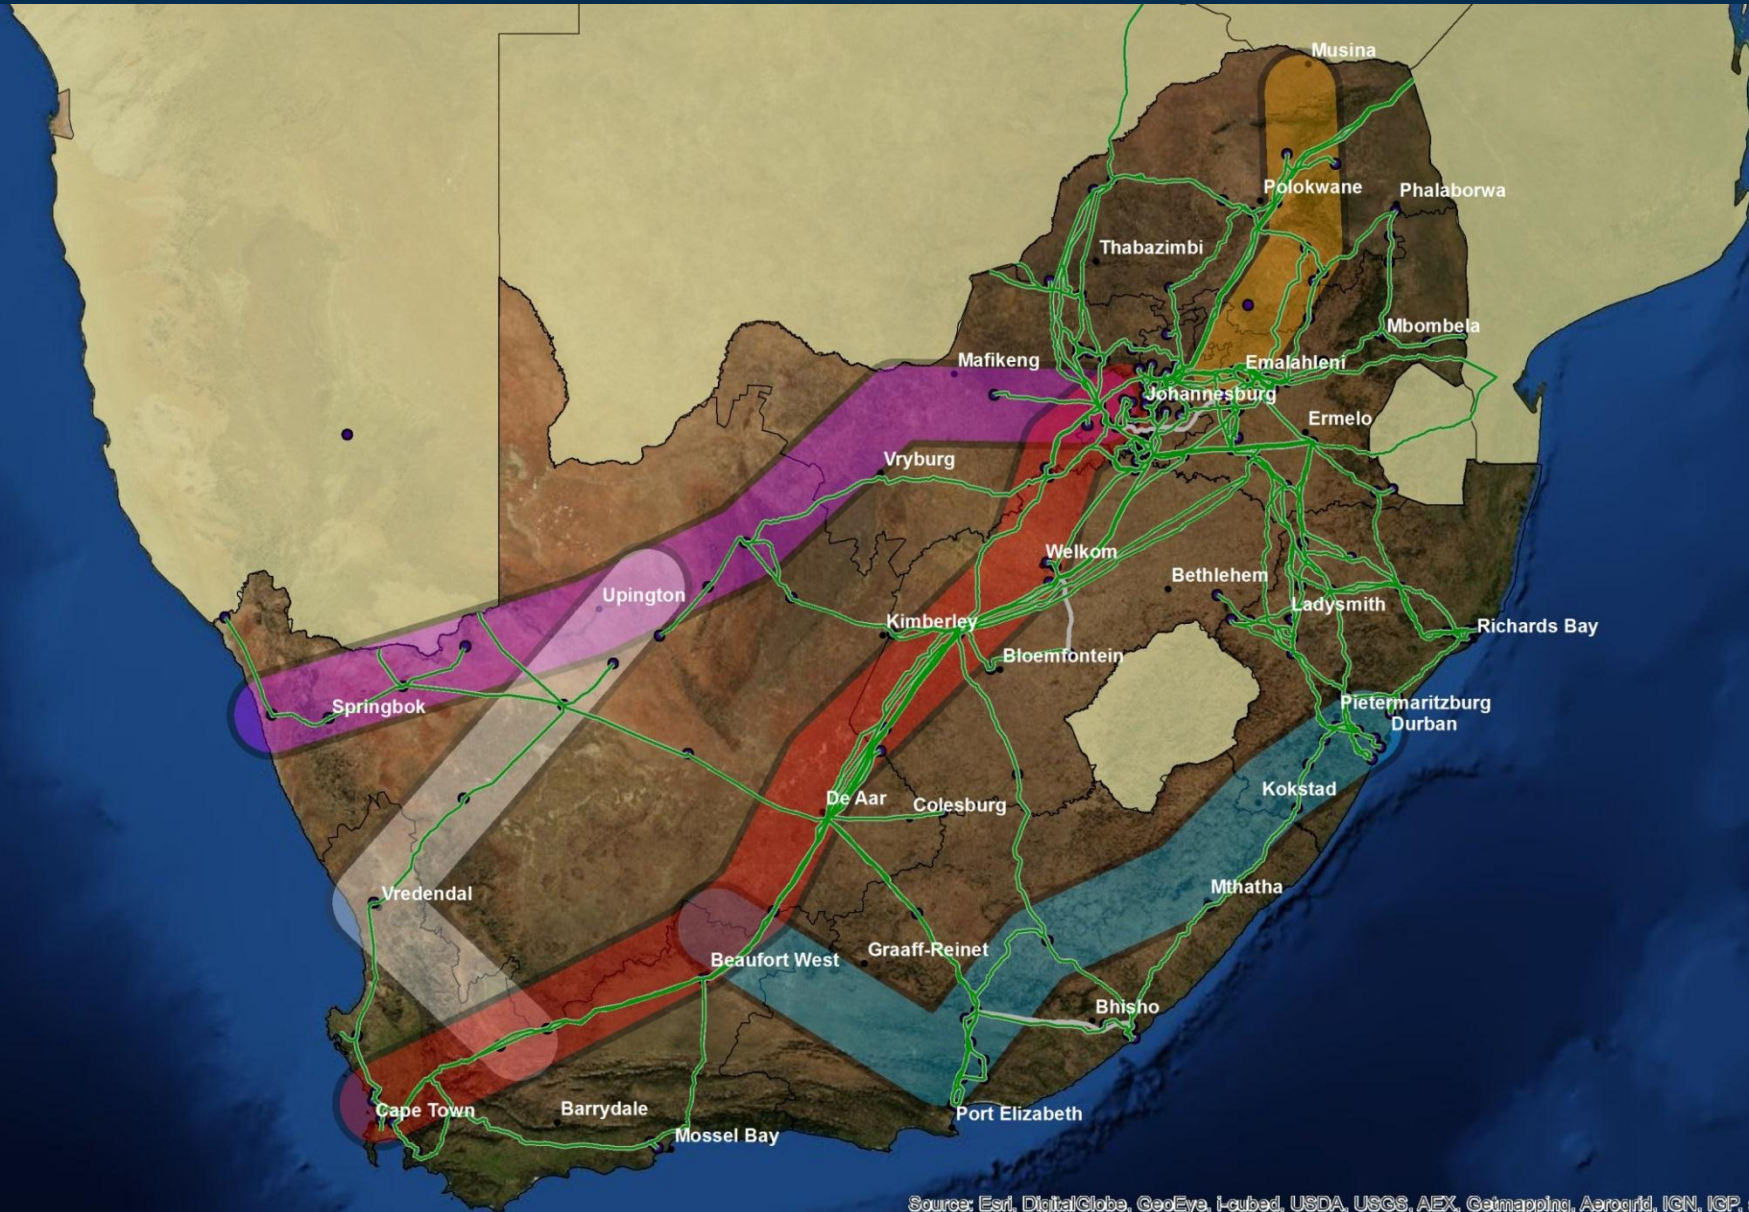 Musina
Polokwane
Phalaborwa
Thabazimbi
Mbombela
Mafikeng
Emalahleni
Johannesburg
Ermelo
Vryburg
Welkom
Bethlehem
Upington
Ladysmith
Kimberley
Richards Bay
Bloemfontein
Springbok
Pietermaritzburg
Durban
Kokstad
De Aar
Colesburg
Mthatha
Vredendal
Graaff-Reinet
Beaufort West
Bhisho
Cape Town
Barrydale
Port Elizabeth
Mossel Bay
Source: Esri, DigitalGlobe, GeoEye, i-cubed, USDA, USGS, AEX, Getmapping, Aerogrid, IGN, IGP,